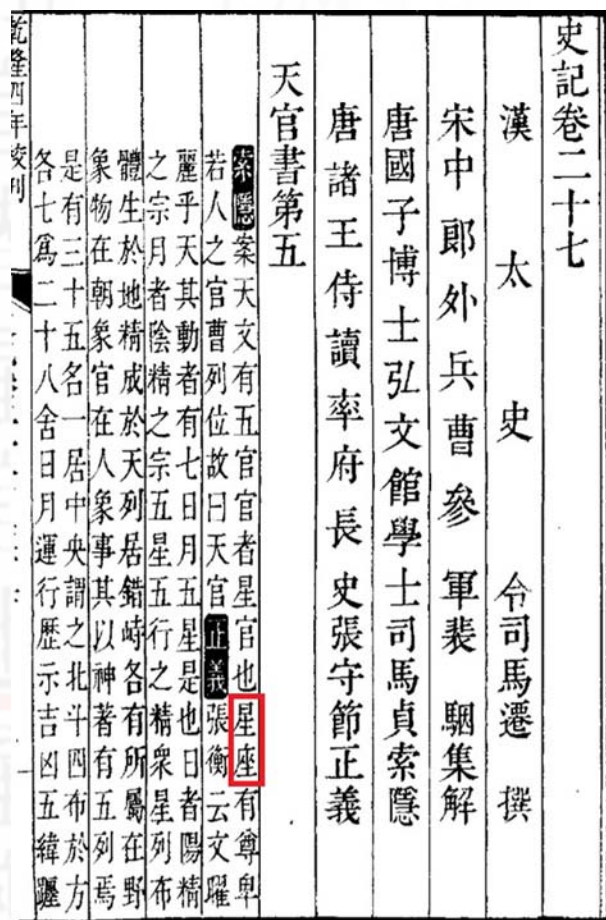 史記卷二十七
漢太史令司馬遷撰
宋中郎外兵曹參軍裴駰集解
唐國子博士弘文館學士司馬貞索隱
唐諸王侍讀率府長史張守節正義
天官書第五
索隱案天文有五官官者星官也星座有尊卑
若人之官曹列位故曰天官正義張衡云文曜
麗乎天其動者有七日月五星是也日者陽精
之宗月者陰精之宗五星五行之精衆星列布
體生於地精成於天列居錯峙各有所屬在野
象物在朝象官在人象事其以神著有五列焉
是有三十五名一居中央謂之北斗四布於方
各七爲二十八舍日月運行歷示吉凶五緯躔
乾隆四年校刊